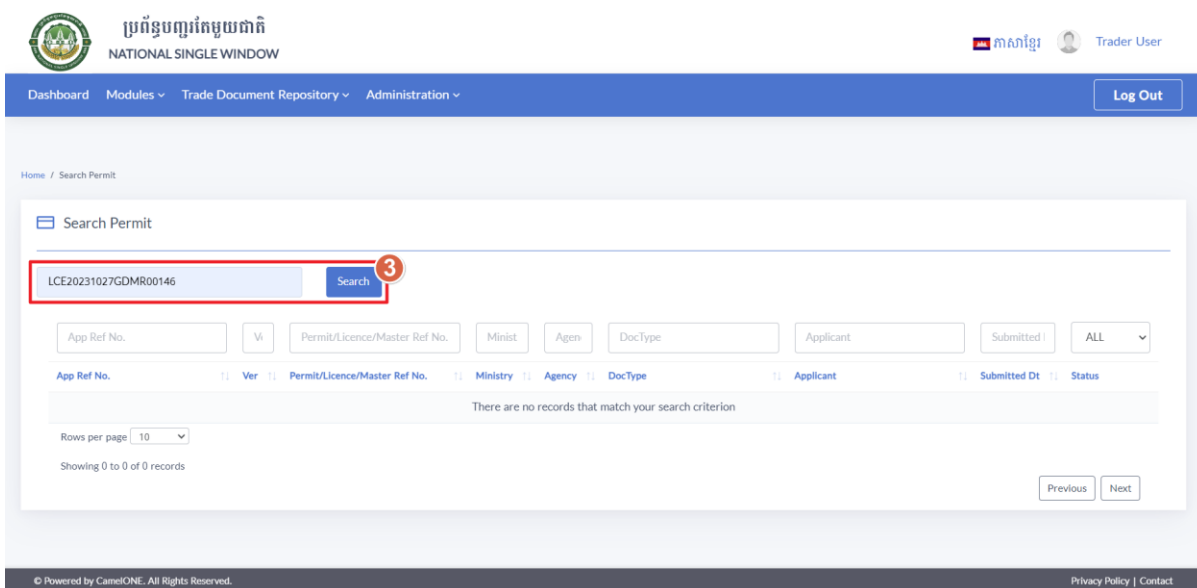 ប្រព័ន្ធបញ្ជរតែមួយជាតិ
NATIONAL SINGLE WINDOW
ភាសាខ្មែរ
Trader User
Dashboard Modules Trade Document Repository Administration
Log Out
Home / Search Permit
Search Permit
3
LCE20231027GDMR00146 Search
App Ref No. Ve Permit/Licence/Master Ref No. Minist Agen DocType Applicant Submitted ALL
App Ref No. Ver Permit/Licence/Master Ref No. Ministry Agency DocType Applicant Submitted Dt Status
There are no records that match your search criterion
Rows per page 10
Showing 0 to 0 of 0 records
Previous Next
© Powered by CamelONE. All Rights Reserved. Privacy Policy | Contact